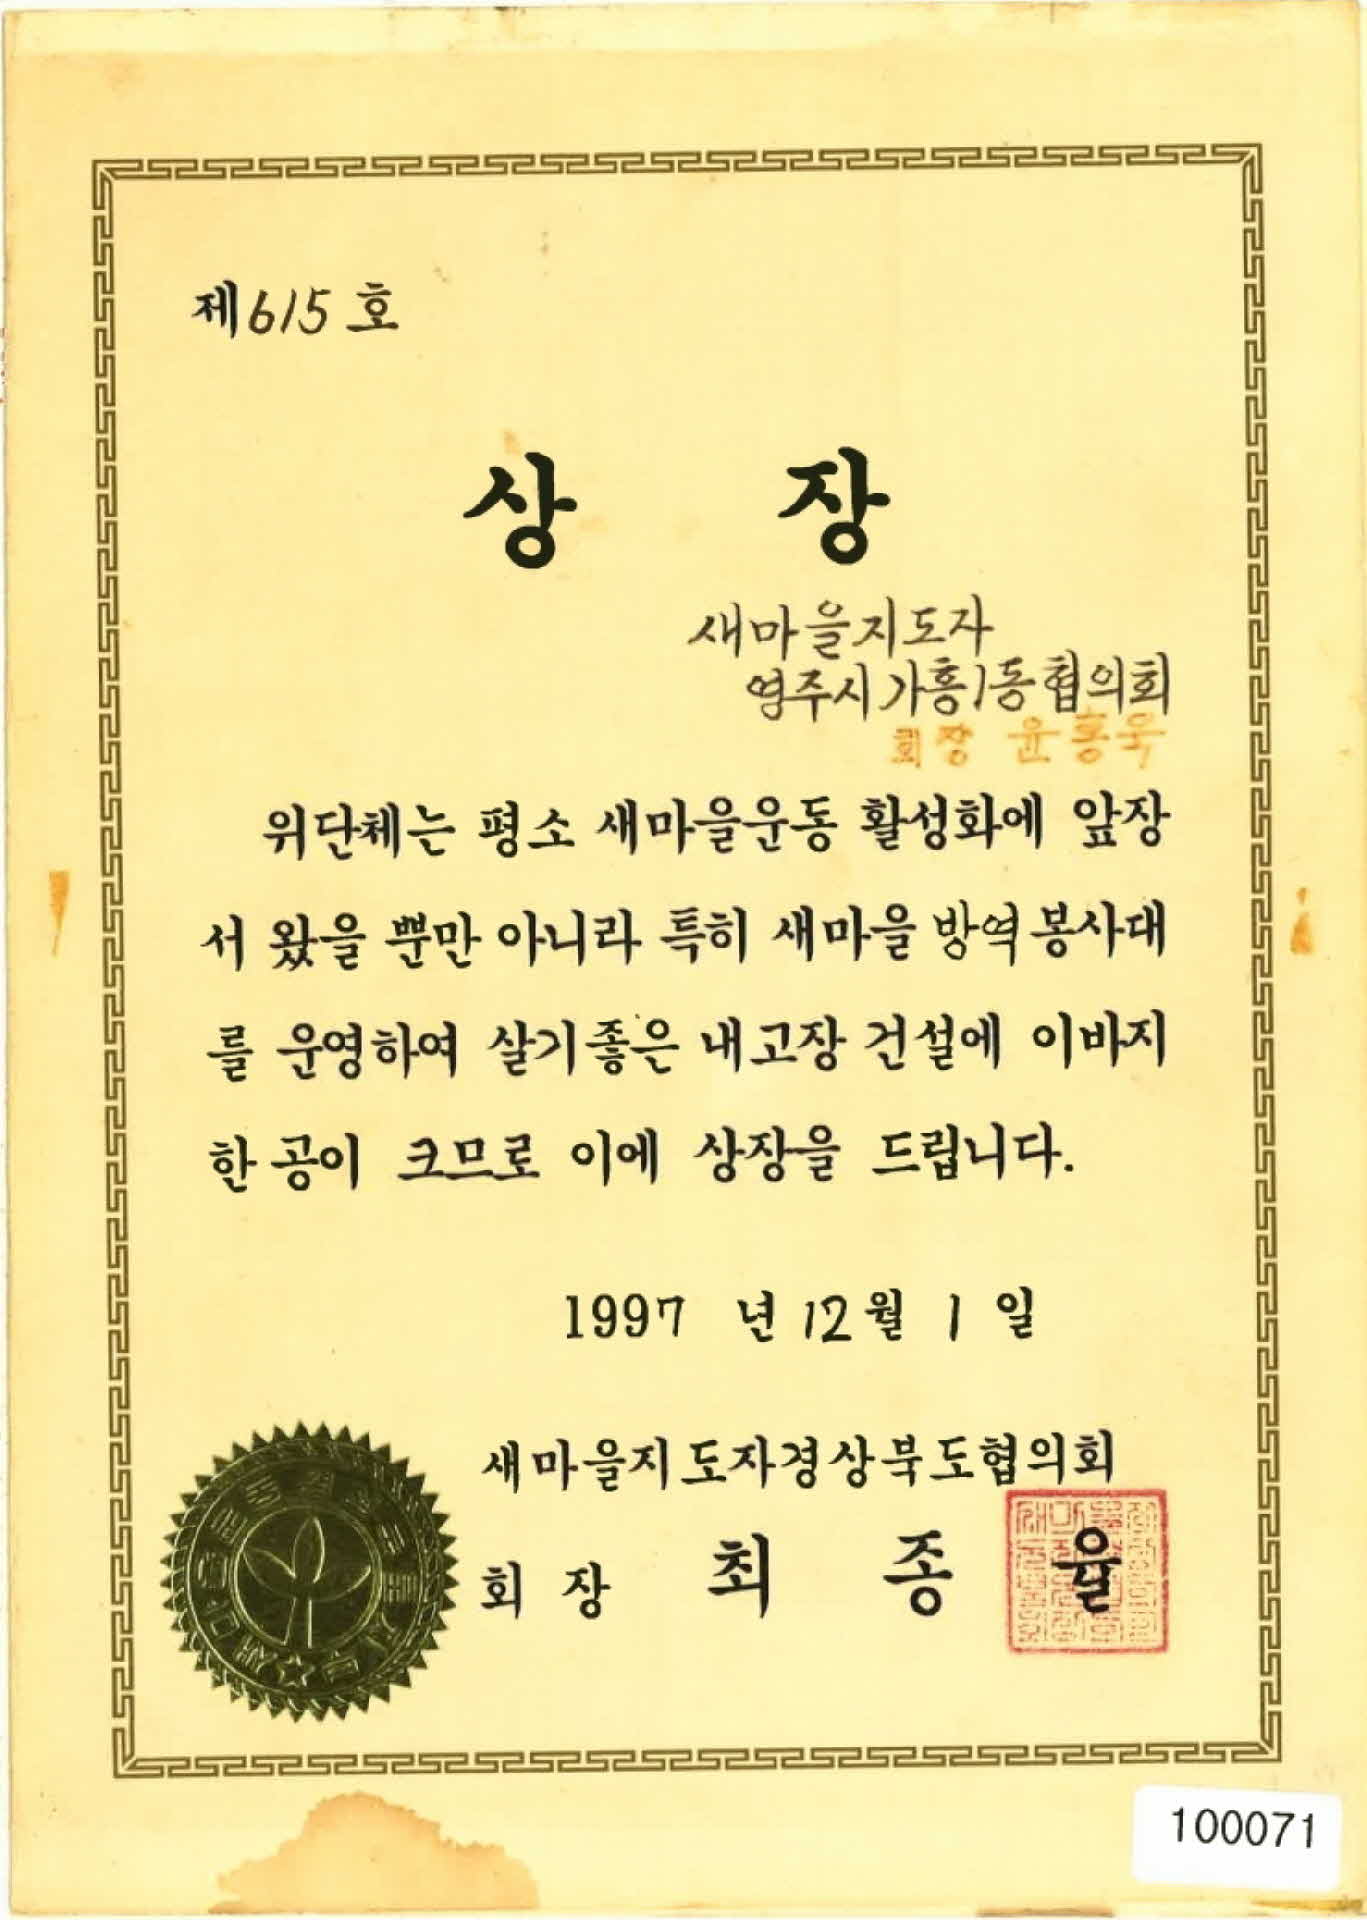 제615호
상 장
새마을지도자
영주시 가흥1동협의회
회장 윤홍욱
위단체는 평소 새마을운동 활성화에 앞장
서 왔을 뿐만 아니라 특히 새마을 방역봉사대
를 운영하여 살기좋은 내고장 건설에 이바지
한 공이 크므로 이에 상장을 드립니다.
1997 년 12월 1 일
새마을지도자경상북도협의회
회 장 최 종 율
100071